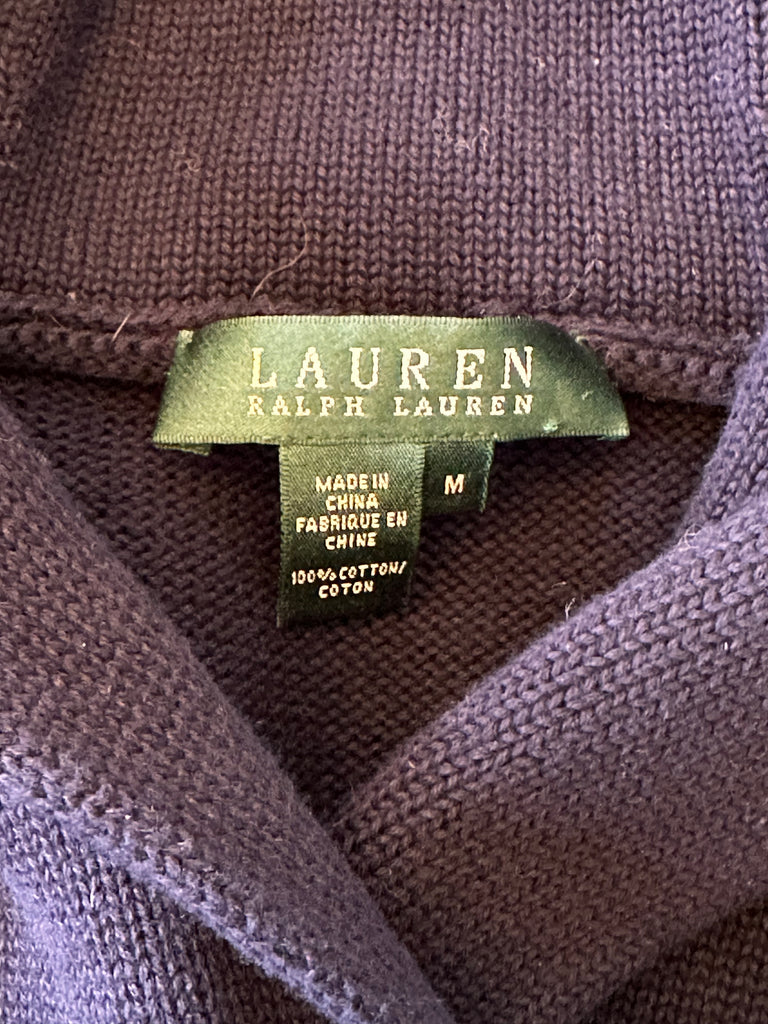 LAUREN
RALPH LAUREN
MADE IN
CHINA
FABRIQUE EN
CHINE
100% COTTON/
COTON
M